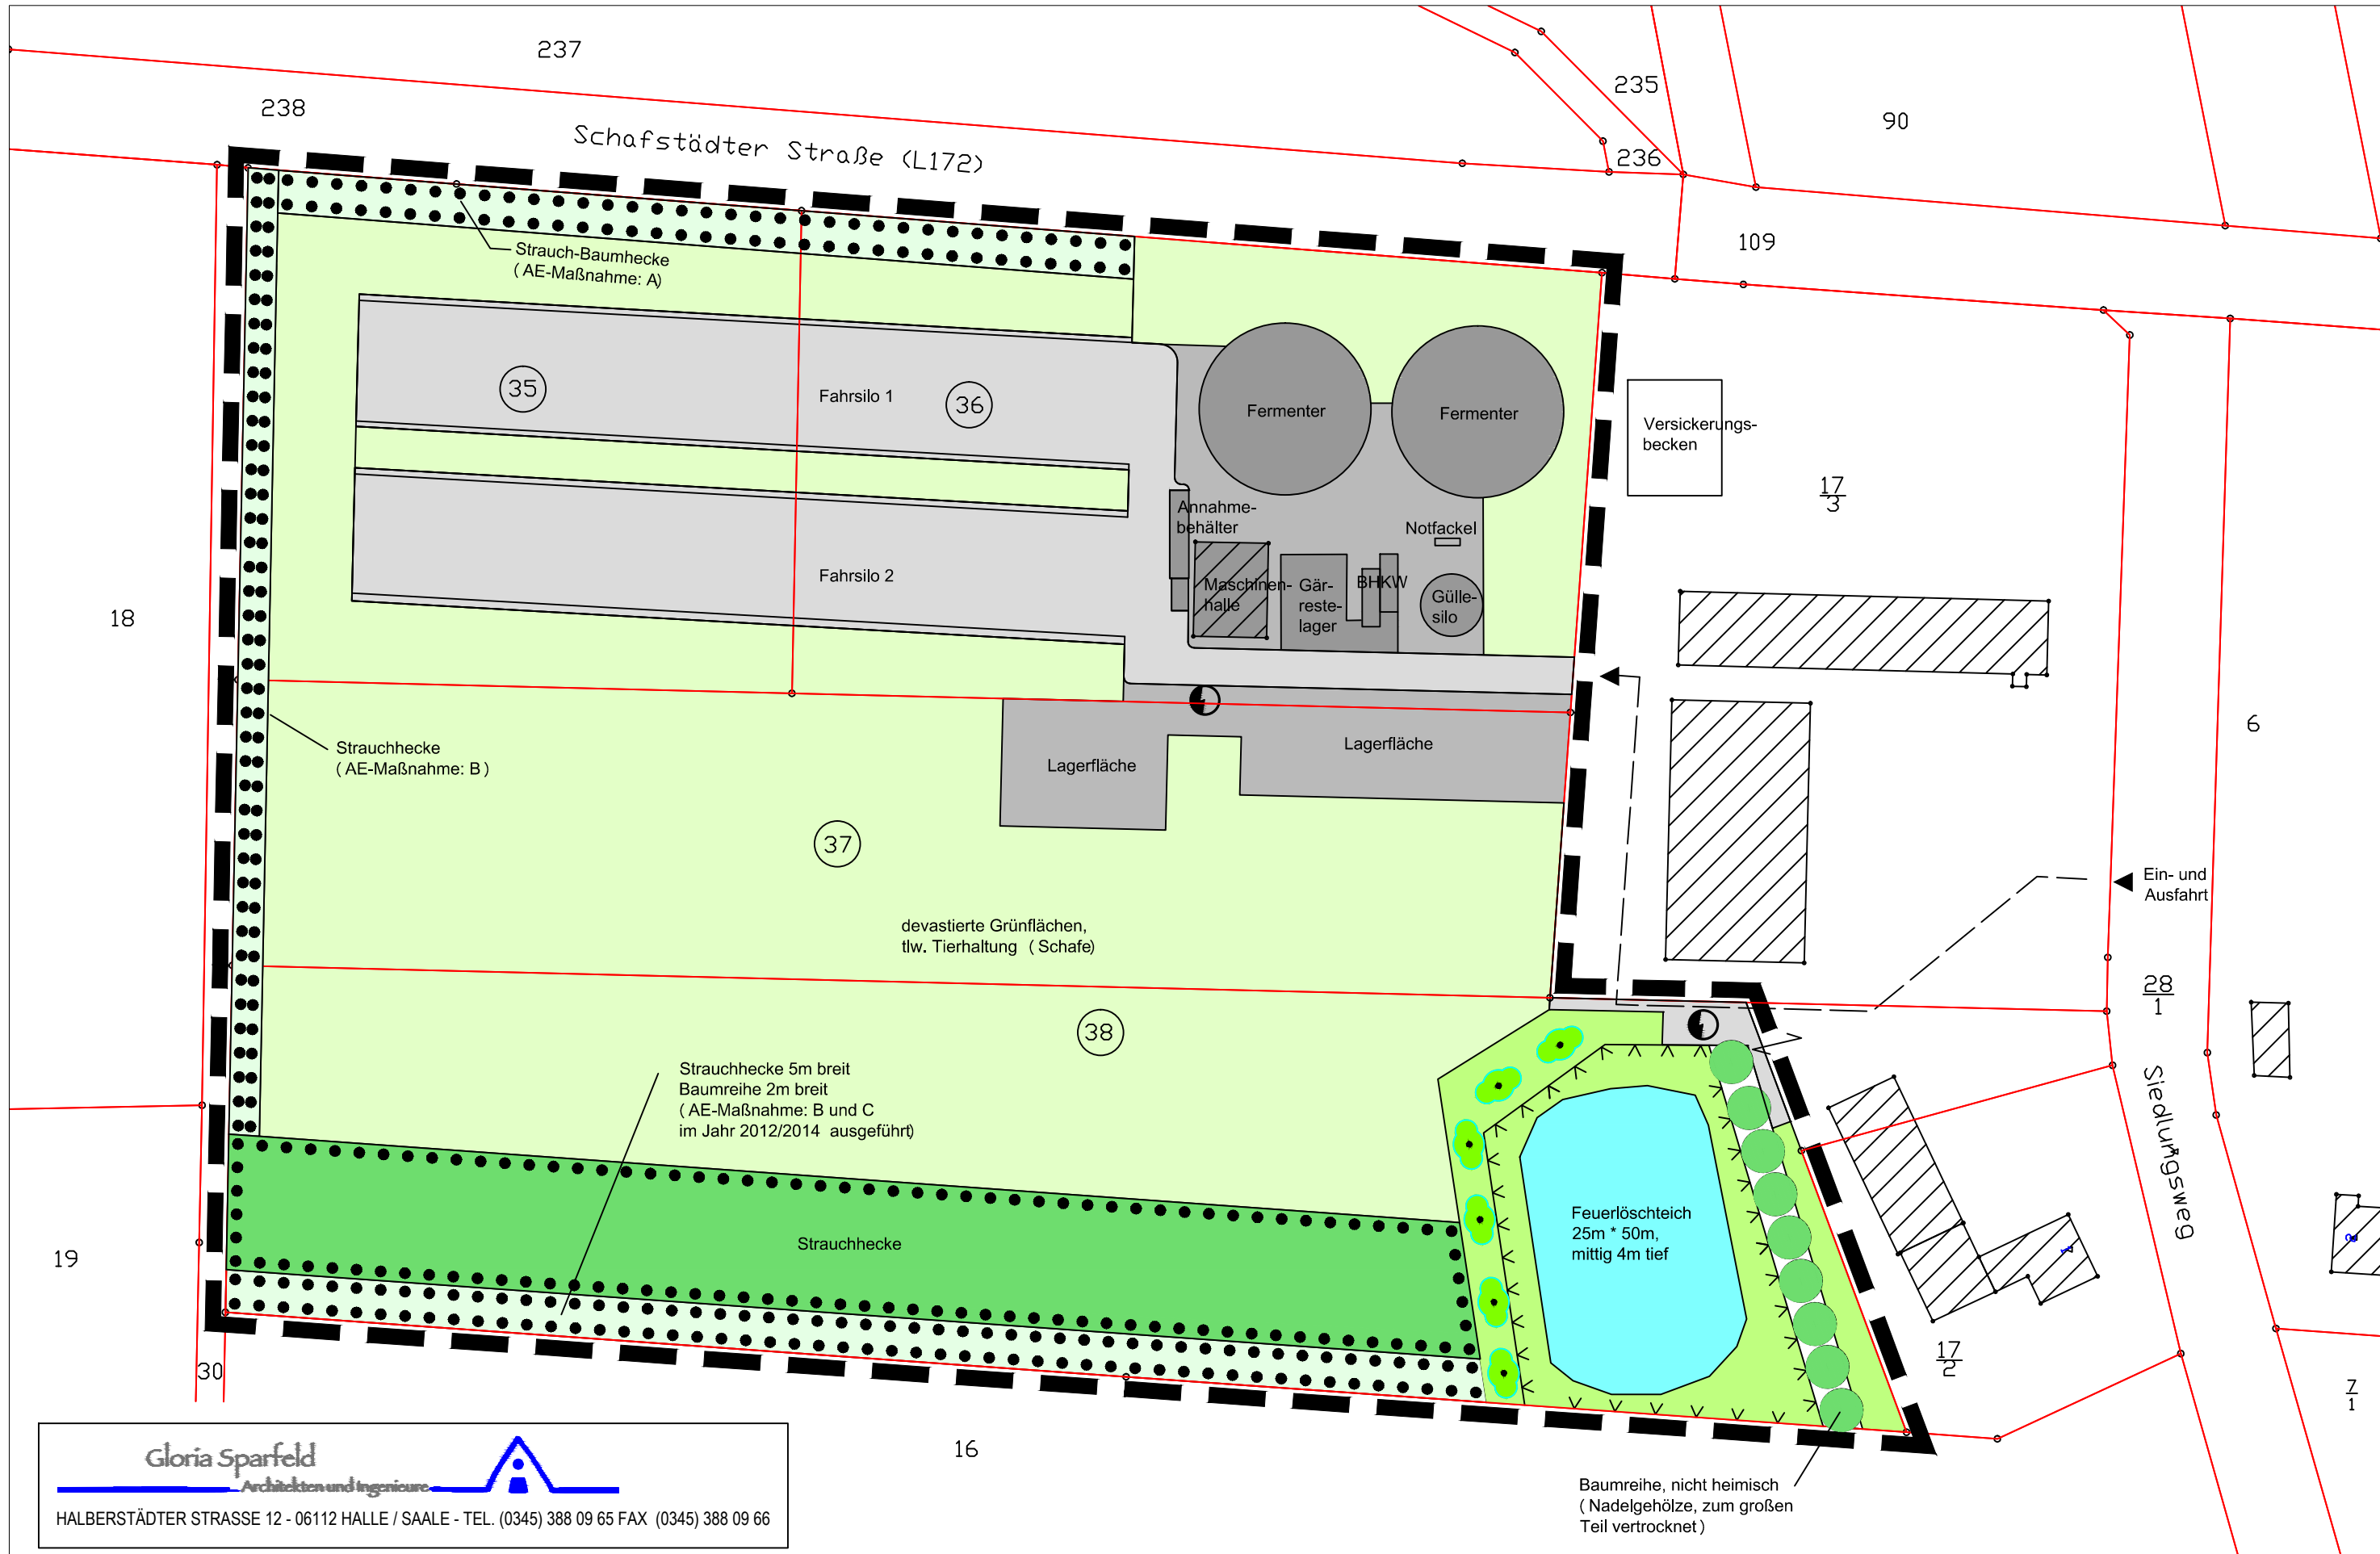 237
238
Schafstädter Straße (L172)
235
236
90
109
Strauch-Baumhecke
( AE-Maßnahme: A)
35
Fahrsilo 1
36
Fermenter
Fermenter
Versickerungs-
becken
17
3
Annahme-
behälter
Notfackel
Fahrsilo 2
Maschinen-
halle
Gär-
reste-
lager
BHKW
Gülle-
silo
18
6
Strauchhecke
( AE-Maßnahme: B )
Lagerfläche
Lagerfläche
37
Ein- und
Ausfahrt
devastierte Grünflächen,
tlw. Tierhaltung ( Schafe)
28
1
38
Strauchhecke 5m breit
Baumreihe 2m breit
( AE-Maßnahme: B und C
im Jahr 2012/2014 ausgeführt)
Siedlungsweg
Feuerlöschteich
25m * 50m,
mittig 4m tief
Strauchhecke
19
1
2
17
2
30
7
1
16
Baumreihe, nicht heimisch
( Nadelgehölze, zum großen
Teil vertrocknet )
Gloria Sparfeld
Architekten und Ingenieure
HALBERSTÄDTER STRASSE 12 - 06112 HALLE / SAALE - TEL. (0345) 388 09 65 FAX (0345) 388 09 66